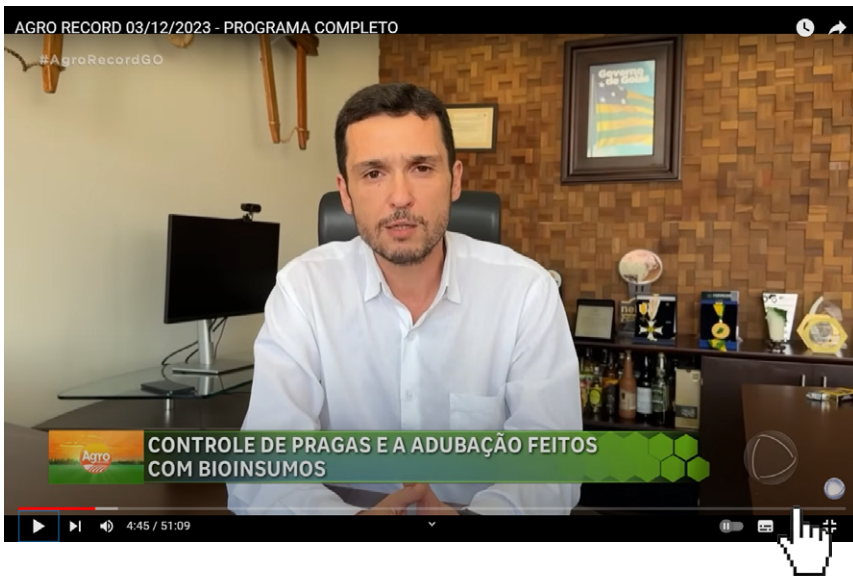 AGRO RECORD 03/12/2023 - PROGRAMA COMPLETO
#AgroRecordGO
Governo
de Goiás
Agro
CONTROLE DE PRAGAS E A ADUBAÇÃO FEITOS
COM BIOINSUMOS
4:45 / 51:09